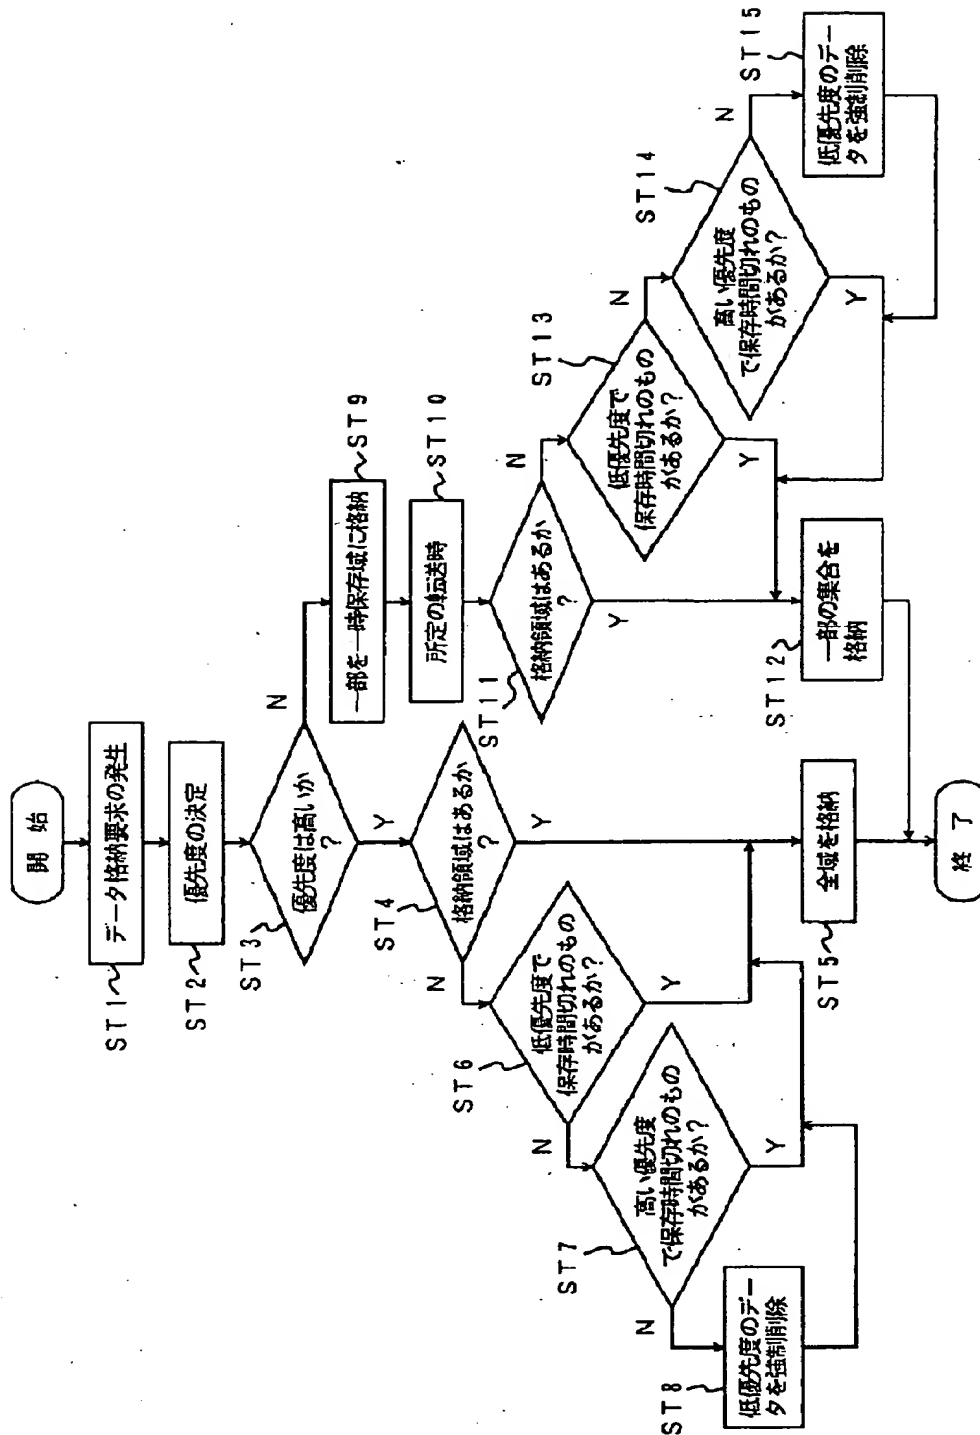 開 始
ST1
データ格納要求の発生
ST2
優先度の決定
ST3
優先度は高いか
?
N
Y
ST4
格納領域はあるか
?
N
Y
ST6
低優先度で
保存時間切れのもの
があるか?
N
Y
ST7
高い優先度
で保存時間切れのもの
があるか?
N
Y
ST8
低優先度のデー
タを強制削除
ST5
全域を格納
ST9
一部を一時保存域に格納
ST10
所定の転送時
ST11
格納領域はあるか
?
N
Y
ST13
低優先度で
保存時間切れのもの
があるか?
N
Y
ST14
高い優先度
で保存時間切れのもの
があるか?
N
Y
ST15
低優先度のデー
タを強制削除
ST12
一部の集合を
格納
終 了